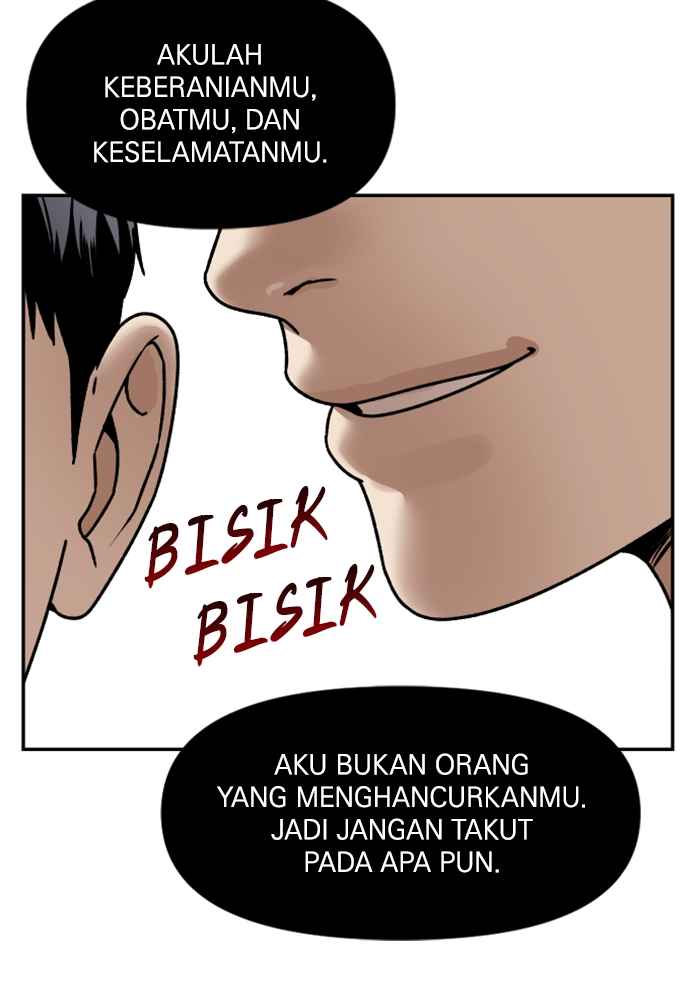 AKULAH
KEBERANIANMU,
OBATMU, DAN
KESELAMATANMU.
BISIK
BISIK
AKU BUKAN ORANG
YANG MENGHANCURKANMU.
JADI JANGAN TAKUT
PADA APA PUN.